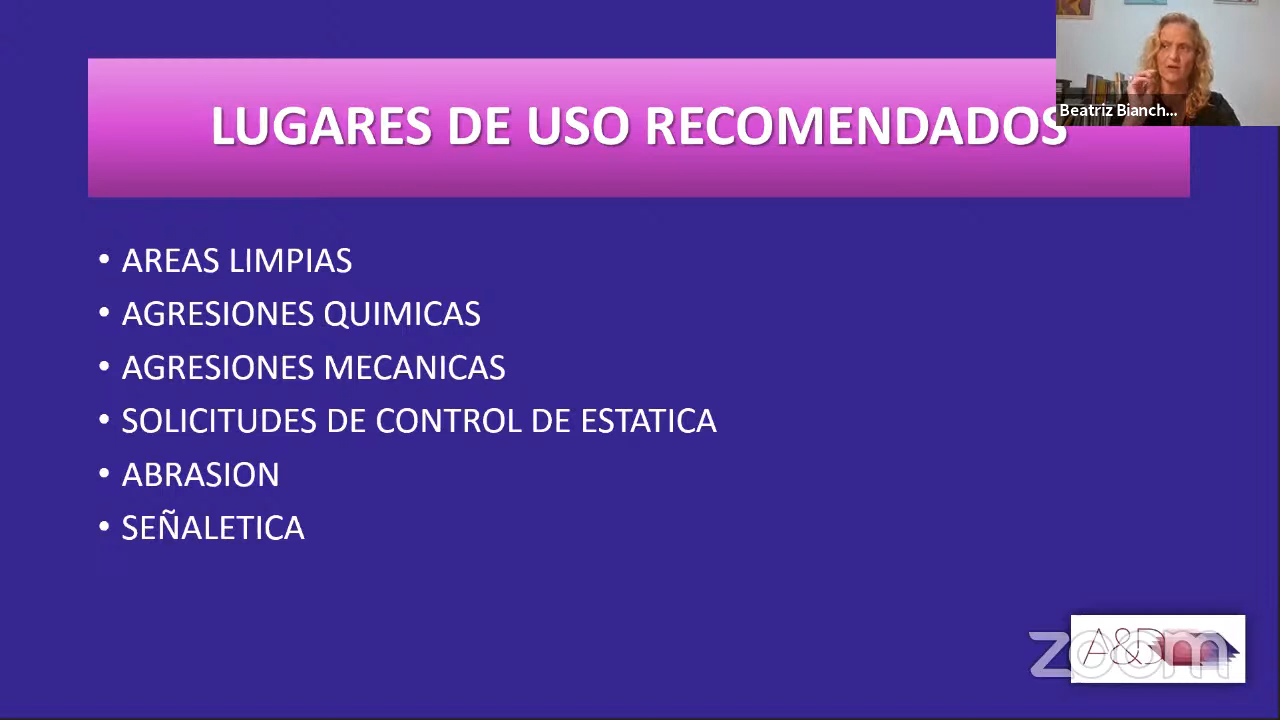 LUGARES DE USO RECOMENDADOS
Beatriz Bianch...
• AREAS LIMPIAS
• AGRESIONES QUIMICAS
• AGRESIONES MECANICAS
• SOLICITUDES DE CONTROL DE ESTATICA
• ABRASION
• SEÑALETICA
A&D
zoom